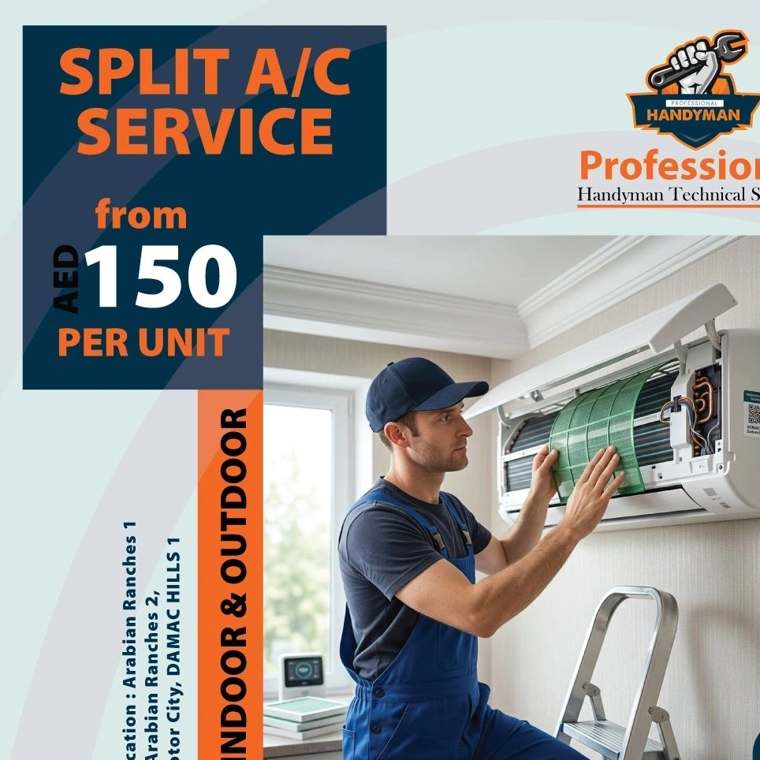 SPLIT A/C
SERVICE
from
AED
150
PER UNIT
PROFESSIONAL
HANDYMAN
Profession
Handyman Technical S
INDOOR & OUTDOOR
cation : Arabian Ranches 1
Arabian Ranches 2,
otor City, DAMAC HILLS 1